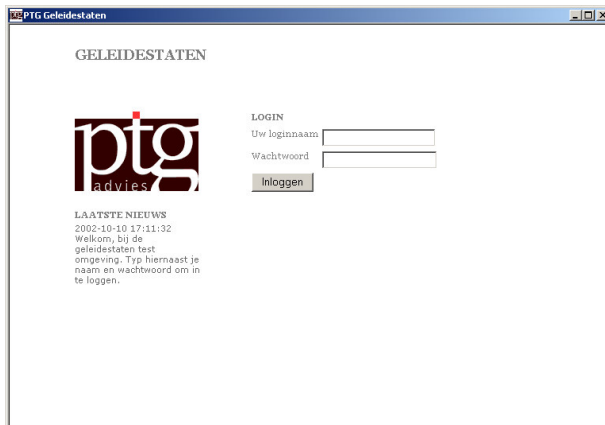 PTG Geleidestaten
GELEIDESTATEN
ptg
advies
LOGIN
Uw loginnaam
Wachtwoord
Inloggen
LAATSTE NIEUWS
2002-10-10 17:11:32
Welkom, bij de
geleidestaten test
omgeving. Typ hiernaast je
naam en wachtwoord om in
te loggen.